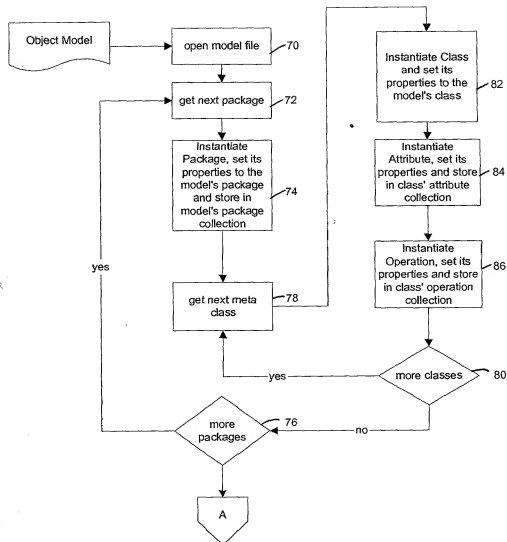 Object Model
open model file
70
get next package
72
Instantiate
Package, set its
properties to the
model's package
and store in
model's package
collection
74
get next meta
class
78
Instantiate Class
and set its
properties to the
model's class
82
Instantiate
Attribute, set its
properties and store
in class' attribute
collection
84
Instantiate
Operation, set its
properties and store
in class' operation
collection
86
more classes
80
yes
no
more
packages
76
yes
A